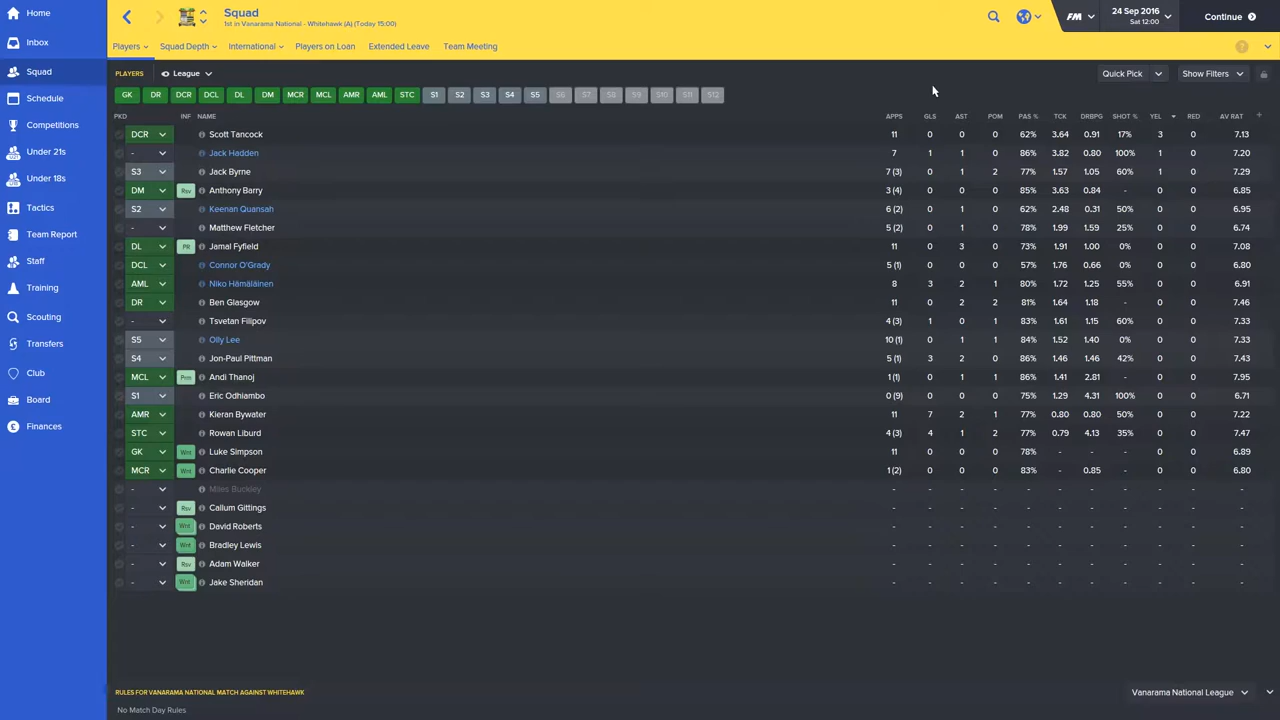 Home
Squad
1st in Vanarama National - Whitehawk (A) (Today 15:00)
FM
24 Sep 2016
Sat 12:00
Continue
Inbox
Squad
Schedule
Competitions
Under 21s
Under 18s
Tactics
Team Report
Staff
Training
Scouting
Transfers
Club
Board
Finances
Players Squad Depth International Players on Loan Extended Leave Team Meeting ?
PLAYERS League Quick Pick Show Filters
GK DR DCR DCL DL DM MCR MCL AMR AML STC S1 S2 S3 S4 S5 S6 S7 S8 S9 S10 S11 S12
PKD INF NAME APPS GLS AST POM PAS % TCK DRBPG SHOT % YEL RED AV RAT +
DCR Scott Tancock 11 0 0 0 62% 3.64 0.91 17% 3 0 7.13
- Jack Hadden 7 1 1 0 86% 3.82 0.80 100% 1 0 7.20
S3 Jack Byrne 7 (3) 0 1 2 77% 1.57 1.05 60% 1 0 7.29
DM Rsv Anthony Barry 3 (4) 0 0 0 85% 3.63 0.84 - 0 0 6.85
S2 Keenan Quansah 6 (2) 0 1 0 62% 2.48 0.31 50% 0 0 6.95
- Matthew Fletcher 5 (2) 0 1 0 78% 1.99 1.59 25% 0 0 6.74
DL PR Jamal Fyfield 11 0 3 0 73% 1.91 1.00 0% 0 0 7.08
DCL Connor O'Grady 5 (1) 0 0 0 57% 1.76 0.66 0% 0 0 6.80
AML Niko Hämäläinen 8 3 2 1 80% 1.72 1.25 55% 0 0 6.91
DR Ben Glasgow 11 0 2 2 81% 1.64 1.18 - 0 0 7.46
- Tsvetan Filipov 4 (3) 1 0 1 83% 1.61 1.15 60% 0 0 7.33
S5 Olly Lee 10 (1) 0 1 1 84% 1.52 1.40 0% 0 0 7.33
S4 Jon-Paul Pittman 5 (1) 3 2 0 86% 1.46 1.46 42% 0 0 7.43
MCL Prm Andi Thanoj 1 (1) 0 1 1 86% 1.41 2.81 - 0 0 7.95
S1 Eric Odhiambo 0 (9) 0 0 0 75% 1.29 4.31 100% 0 0 6.71
AMR Kieran Bywater 11 7 2 1 77% 0.80 0.80 50% 0 0 7.22
STC Rowan Liburd 4 (3) 4 1 2 77% 0.79 4.13 35% 0 0 7.47
GK Wnt Luke Simpson 11 0 0 0 78% - - - 0 0 6.89
MCR Wnt Charlie Cooper 1 (2) 0 0 0 83% - 0.85 - 0 0 6.80
- Miles Buckley - - - - - - - - - - -
- Rsv Callum Gittings - - - - - - - - - - -
- Wnt David Roberts - - - - - - - - - - -
- Wnt Bradley Lewis - - - - - - - - - - -
- Rsv Adam Walker - - - - - - - - - - -
- Wnt Jake Sheridan - - - - - - - - - - -
RULES FOR VANARAMA NATIONAL MATCH AGAINST WHITEHAWK Vanarama National League
No Match Day Rules